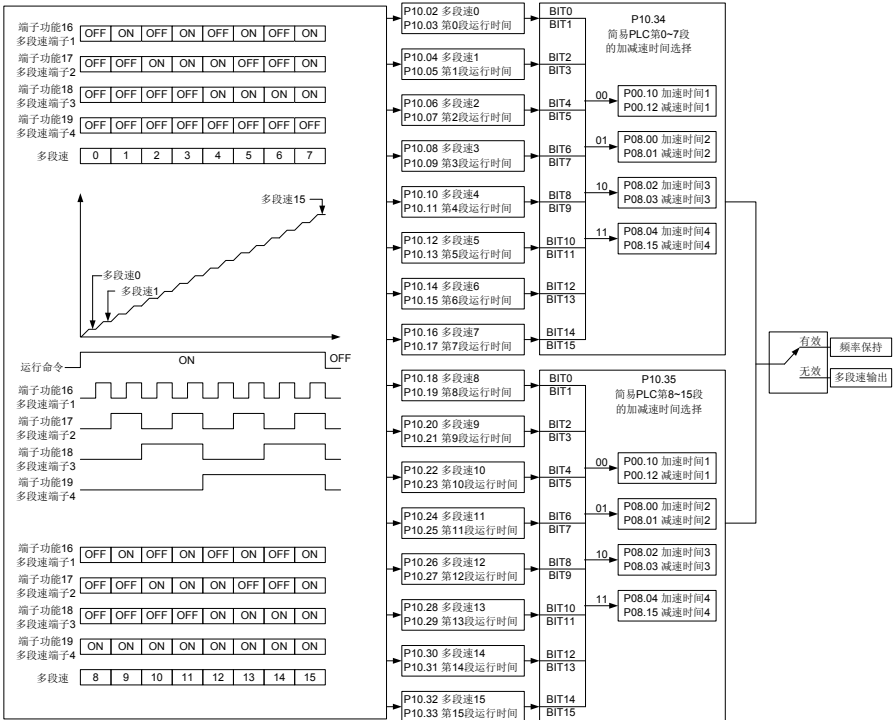 端子功能16
多段速端子1
OFF ON OFF ON OFF ON OFF ON
端子功能17
多段速端子2
OFF OFF ON ON ON OFF OFF ON
端子功能18
多段速端子3
OFF OFF OFF OFF ON ON ON ON
端子功能19
多段速端子4
OFF OFF OFF OFF OFF OFF OFF OFF
多段速 0 1 2 3 4 5 6 7
多段速15
多段速0
多段速1
运行命令
ON
OFF
端子功能16
多段速端子1
端子功能17
多段速端子2
端子功能18
多段速端子3
端子功能19
多段速端子4
端子功能16
多段速端子1
OFF ON OFF ON OFF ON OFF ON
端子功能17
多段速端子2
OFF OFF ON ON ON OFF OFF ON
端子功能18
多段速端子3
OFF OFF OFF OFF ON ON ON ON
端子功能19
多段速端子4
ON ON ON ON ON ON ON ON
多段速 8 9 10 11 12 13 14 15
P10.02 多段速0
P10.03 第0段运行时间
P10.04 多段速1
P10.05 第1段运行时间
P10.06 多段速2
P10.07 第2段运行时间
P10.08 多段速3
P10.09 第3段运行时间
P10.10 多段速4
P10.11 第4段运行时间
P10.12 多段速5
P10.13 第5段运行时间
P10.14 多段速6
P10.15 第6段运行时间
P10.16 多段速7
P10.17 第7段运行时间
P10.18 多段速8
P10.19 第8段运行时间
P10.20 多段速9
P10.21 第9段运行时间
P10.22 多段速10
P10.23 第10段运行时间
P10.24 多段速11
P10.25 第11段运行时间
P10.26 多段速12
P10.27 第12段运行时间
P10.28 多段速13
P10.29 第13段运行时间
P10.30 多段速14
P10.31 第14段运行时间
P10.32 多段速15
P10.33 第15段运行时间
BIT0
BIT1
BIT2
BIT3
BIT4
BIT5
BIT6
BIT7
BIT8
BIT9
BIT10
BIT11
BIT12
BIT13
BIT14
BIT15
P10.34
简易PLC第0~7段
的加减速时间选择
00
P00.10 加速时间1
P00.12 减速时间1
01
P08.00 加速时间2
P08.01 减速时间2
10
P08.02 加速时间3
P08.03 减速时间3
11
P08.04 加速时间4
P08.15 减速时间4
BIT0
BIT1
BIT2
BIT3
BIT4
BIT5
BIT6
BIT7
BIT8
BIT9
BIT10
BIT11
BIT12
BIT13
BIT14
BIT15
P10.35
简易PLC第8~15段
的加减速时间选择
00
P00.10 加速时间1
P00.12 减速时间1
01
P08.00 加速时间2
P08.01 减速时间2
10
P08.02 加速时间3
P08.03 减速时间3
11
P08.04 加速时间4
P08.15 减速时间4
有效
频率保持
无效
多段速输出